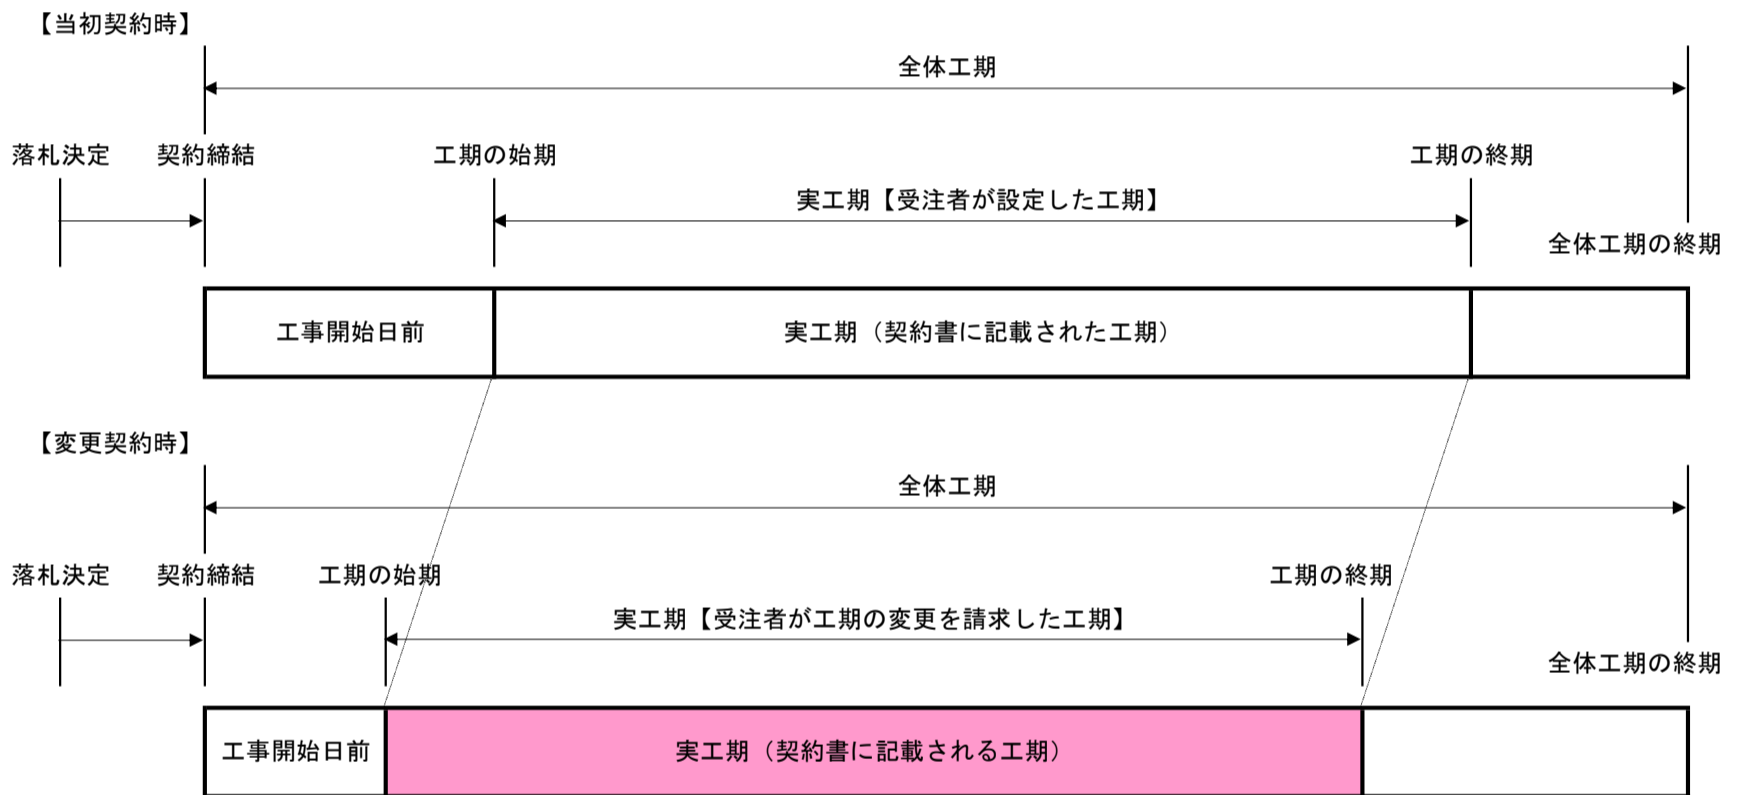 【当初契約時】
全体工期
落札決定
契約締結
工期の始期
工期の終期
実工期【受注者が設定した工期】
全体工期の終期
工事開始日前
実工期（契約書に記載された工期）
【変更契約時】
全体工期
落札決定
契約締結
工期の始期
工期の終期
実工期【受注者が工期の変更を請求した工期】
全体工期の終期
工事開始日前
実工期（契約書に記載される工期）